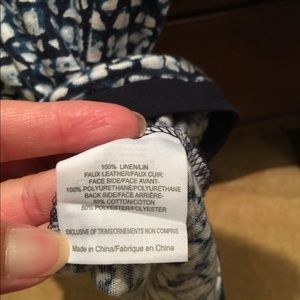 100% LINEN/LIN
FAUX LEATHER/FAUX CUIR:
FACE SIDE/FACE AVANT-
100% POLYURETHANE/POLYURETHANE
BACK SIDE/FACE ARRIÈRE-
50% COTTON/COTON
50% POLYESTER/POLYESTER
EXCLUSIVE OF TRIMS/ORNEMENTS NON COMPRIS
Made in China/Fabriqué en Chine